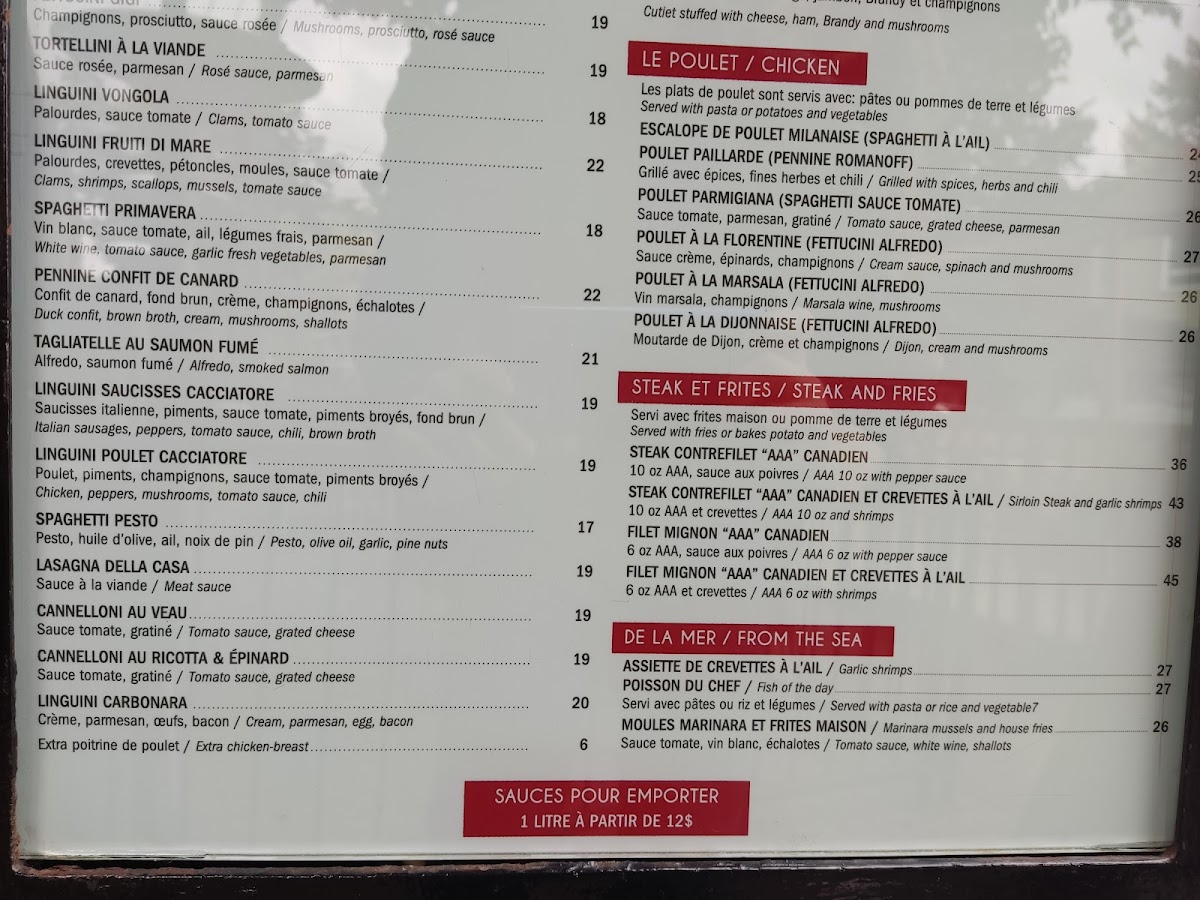 Champignons, prosciutto, sauce rosée / Mushrooms, prosciutto, rosé sauce 19
TORTELLINI À LA VIANDE 19
Sauce rosée, parmesan / Rosé sauce, parmesan
LINGUINI VONGOLA 18
Palourdes, sauce tomate / Clams, tomato sauce
LINGUINI FRUITI DI MARE 22
Palourdes, crevettes, pétoncles, moules, sauce tomate /
Clams, shrimps, scallops, mussels, tomate sauce
SPAGHETTI PRIMAVERA 18
Vin blanc, sauce tomate, ail, légumes frais, parmesan /
White wine, tomato sauce, garlic fresh vegetables, parmesan
PENNINE CONFIT DE CANARD 22
Confit de canard, fond brun, crème, champignons, échalotes /
Duck confit, brown broth, cream, mushrooms, shallots
TAGLIATELLE AU SAUMON FUMÉ 21
Alfredo, saumon fumé / Alfredo, smoked salmon
LINGUINI SAUCISSES CACCIATORE 19
Saucisses italienne, piments, sauce tomate, piments broyés, fond brun /
Italian sausages, peppers, tomato sauce, chili, brown broth
LINGUINI POULET CACCIATORE 19
Poulet, piments, champignons, sauce tomate, piments broyés /
Chicken, peppers, mushrooms, tomato sauce, chili
SPAGHETTI PESTO 17
Pesto, huile d'olive, ail, noix de pin / Pesto, olive oil, garlic, pine nuts
LASAGNA DELLA CASA 19
Sauce à la viande / Meat sauce
CANNELLONI AU VEAU 19
Sauce tomate, gratiné / Tomato sauce, grated cheese
CANNELLONI AU RICOTTA & ÉPINARD 19
Sauce tomate, gratiné / Tomato sauce, grated cheese
LINGUINI CARBONARA 20
Crème, parmesan, œufs, bacon / Cream, parmesan, egg, bacon
Extra poitrine de poulet / Extra chicken-breast 6
Brandy et champignons
Cutlet stuffed with cheese, ham, Brandy and mushrooms
LE POULET / CHICKEN
Les plats de poulet sont servis avec: pâtes ou pommes de terre et légumes
Served with pasta or potatoes and vegetables
ESCALOPE DE POULET MILANAISE (SPAGHETTI À L'AIL)
POULET PAILLARDE (PENNINE ROMANOFF) 25
Grillé avec épices, fines herbes et chili / Grilled with spices, herbs and chili
POULET PARMIGIANA (SPAGHETTI SAUCE TOMATE) 26
Sauce tomate, parmesan, gratiné / Tomato sauce, grated cheese, parmesan
POULET À LA FLORENTINE (FETTUCINI ALFREDO) 27
Sauce crème, épinards, champignons / Cream sauce, spinach and mushrooms
POULET À LA MARSALA (FETTUCINI ALFREDO) 26
Vin marsala, champignons / Marsala wine, mushrooms
POULET À LA DIJONNAISE (FETTUCINI ALFREDO) 26
Moutarde de Dijon, crème et champignons / Dijon, cream and mushrooms
STEAK ET FRITES / STEAK AND FRIES
Servi avec frites maison ou pomme de terre et légumes
Served with fries or bakes potato and vegetables
STEAK CONTREFILET “AAA” CANADIEN 36
10 oz AAA, sauce aux poivres / AAA 10 oz with pepper sauce
STEAK CONTREFILET “AAA” CANADIEN ET CREVETTES À L'AIL / Sirloin Steak and garlic shrimps 43
10 oz AAA et crevettes / AAA 10 oz and shrimps
FILET MIGNON “AAA” CANADIEN 38
6 oz AAA, sauce aux poivres / AAA 6 oz with pepper sauce
FILET MIGNON “AAA” CANADIEN ET CREVETTES À L'AIL 45
6 oz AAA et crevettes / AAA 6 oz with shrimps
DE LA MER / FROM THE SEA
ASSIETTE DE CREVETTES À L'AIL / Garlic shrimps 27
POISSON DU CHEF / Fish of the day 27
Servi avec pâtes ou riz et légumes / Served with pasta or rice and vegetable7
MOULES MARINARA ET FRITES MAISON / Marinara mussels and house fries 26
Sauce tomate, vin blanc, échalotes / Tomato sauce, white wine, shallots
SAUCES POUR EMPORTER
1 LITRE À PARTIR DE 12$